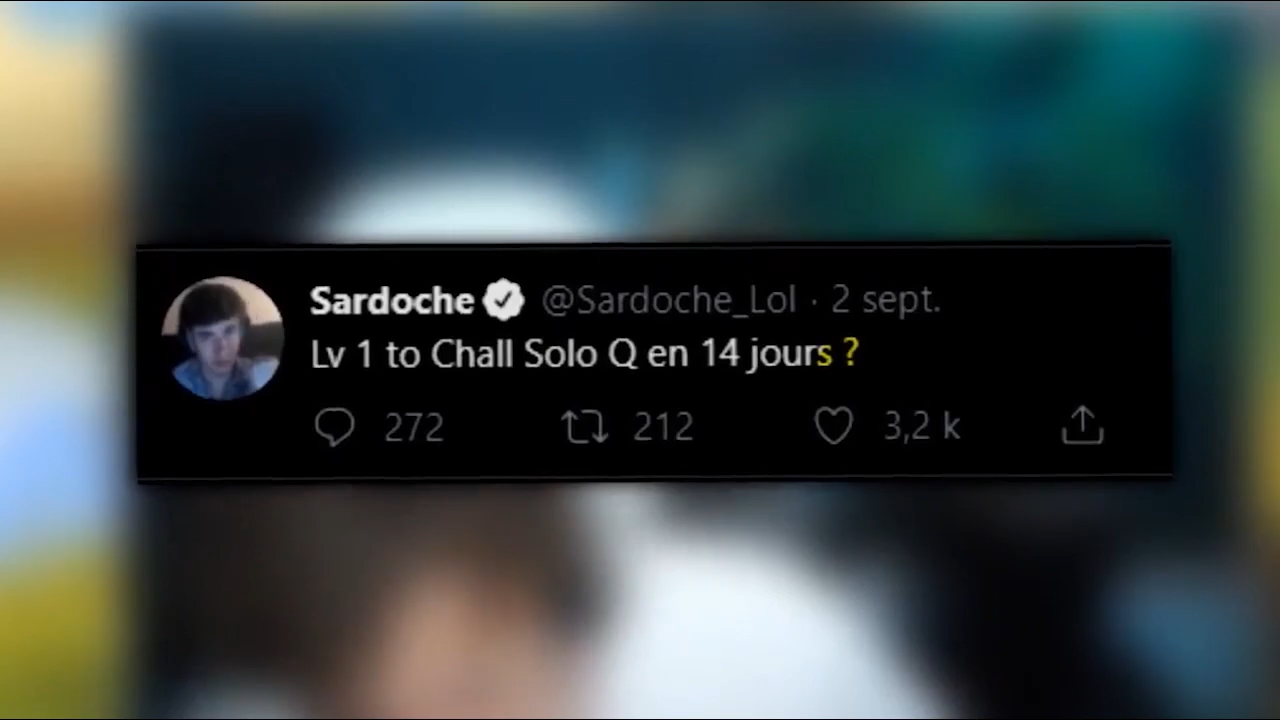 Sardoche @Sardoche_Lol · 2 sept.
Lv 1 to Chall Solo Q en 14 jours ?
272 212 3,2 k